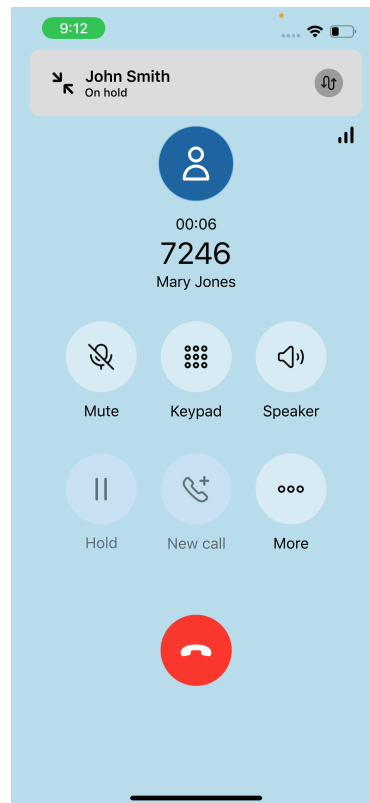 9:12
John Smith
On hold
00:06
7246
Mary Jones
Mute Keypad Speaker
Hold New call More